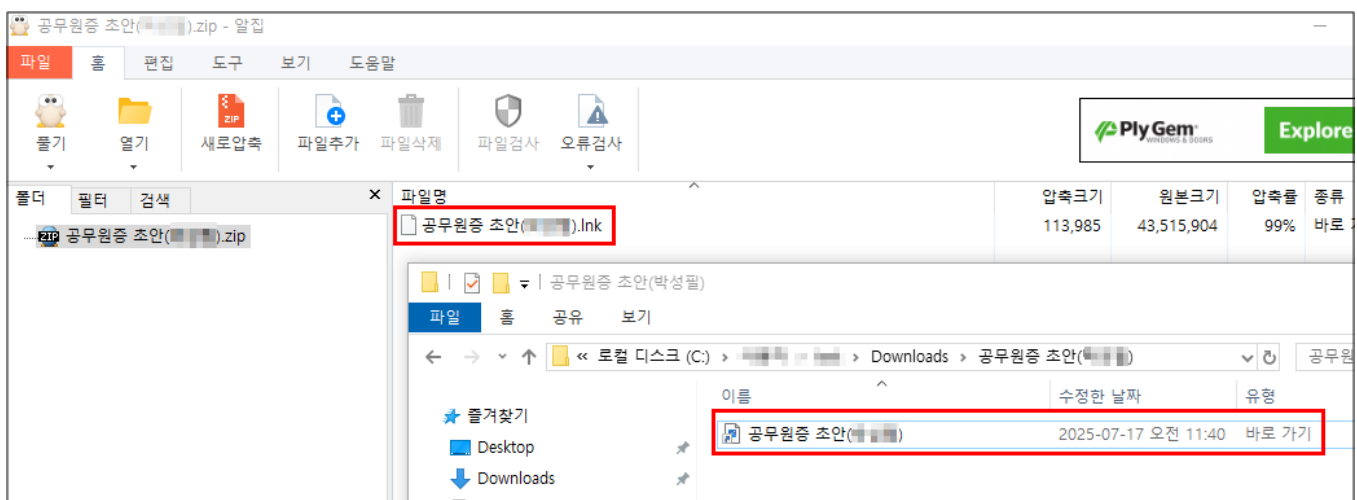 공무원증 초안( ).zip - 알집
파일 홈 편집 도구 보기 도움말
ZIP
풀기 열기 새로압축 파일추가 파일삭제 파일검사 오류검사
Ply Gem
WINDOWS & DOORS
Explore
폴더 필터 검색 ×
ZIP 공무원증 초안( ).zip
파일명 압축크기 원본크기 압축률 종류
공무원증 초안( ).lnk 113,985 43,515,904 99% 바로
공무원증 초안(박성필)
파일 홈 공유 보기
« 로컬 디스크 (C:) › › Downloads › 공무원증 초안( ) 공무원
이름 수정한 날짜 유형
즐겨찾기
공무원증 초안( ) 2025-07-17 오전 11:40 바로 가기
Desktop
Downloads